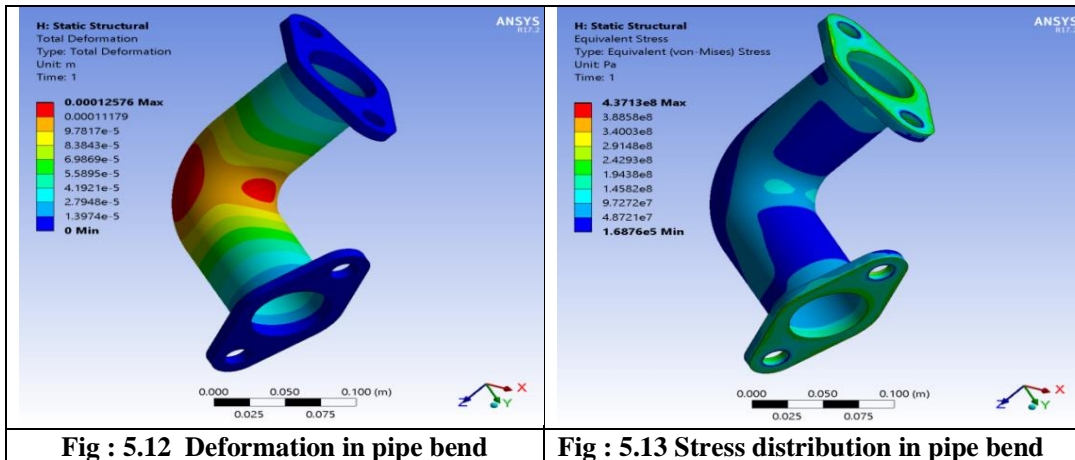 H: Static Structural
Total Deformation
Type: Total Deformation
Unit: m
Time: 1
ANSYS
R17.2
0.00012576 Max
0.00011179
9.7817e-5
8.3843e-5
6.9869e-5
5.5895e-5
4.1921e-5
2.7948e-5
1.3974e-5
0 Min
0.000 0.050 0.100 (m)
0.025 0.075
X
Y
Z
H: Static Structural
Equivalent Stress
Type: Equivalent (von-Mises) Stress
Unit: Pa
Time: 1
ANSYS
R17.2
4.3713e8 Max
3.8858e8
3.4003e8
2.9148e8
2.4293e8
1.9438e8
1.4582e8
9.7272e7
4.8721e7
1.6876e5 Min
0.000 0.050 0.100 (m)
0.025 0.075
X
Y
Z
Fig : 5.12 Deformation in pipe bend
Fig : 5.13 Stress distribution in pipe bend